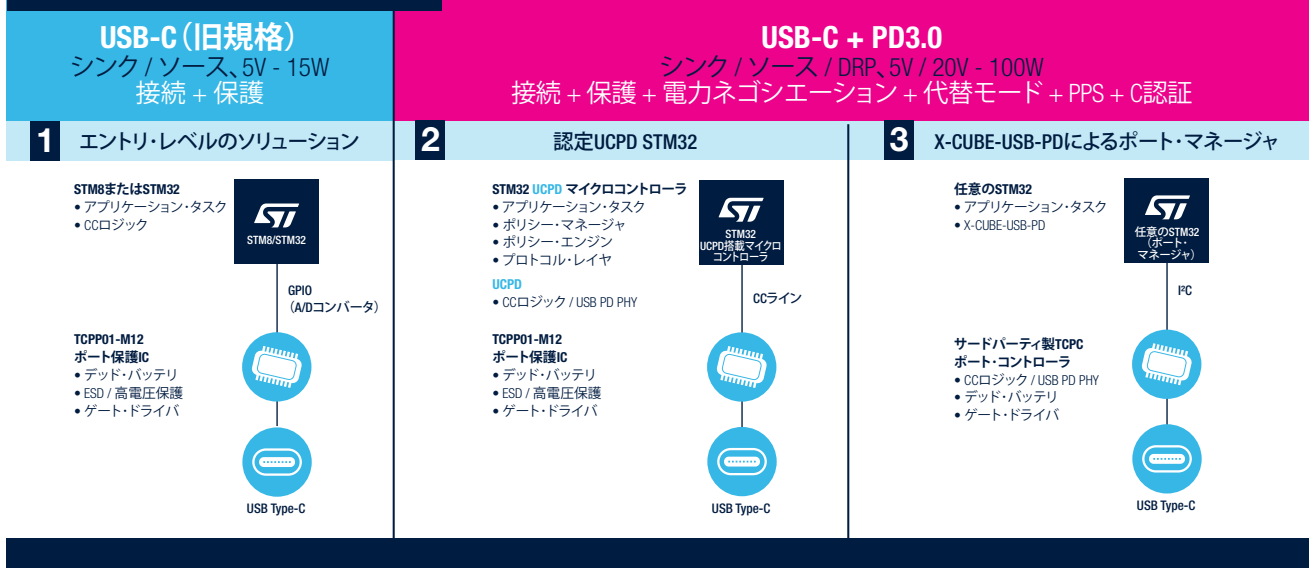 USB-C（旧規格）
シンク / ソース、5V - 15W
接続 + 保護
USB-C + PD3.0
シンク / ソース / DRP、5V / 20V - 100W
接続 + 保護 + 電力ネゴシエーション + 代替モード + PPS + C認証
1 エントリ・レベルのソリューション
STM8またはSTM32
• アプリケーション・タスク
• CCロジック
ST
STM8/STM32
GPIO
（A/Dコンバータ）
TCPP01-M12
ポート保護IC
• デッド・バッテリ
• ESD / 高電圧保護
• ゲート・ドライバ
USB Type-C
2 認定UCPD STM32
STM32 UCPD マイクロコントローラ
• アプリケーション・タスク
• ポリシー・マネージャ
• ポリシー・エンジン
• プロトコル・レイヤ
UCPD
• CCロジック / USB PD PHY
ST
STM32
UCPD搭載マイクロ
コントローラ
CCライン
TCPP01-M12
ポート保護IC
• デッド・バッテリ
• ESD / 高電圧保護
• ゲート・ドライバ
USB Type-C
3 X-CUBE-USB-PDによるポート・マネージャ
任意のSTM32
• アプリケーション・タスク
• X-CUBE-USB-PD
ST
任意のSTM32
（ポート・
マネージャ）
I²C
サードパーティ製TCPC
ポート・コントローラ
• CCロジック / USB PD PHY
• デッド・バッテリ
• ゲート・ドライバ
USB Type-C